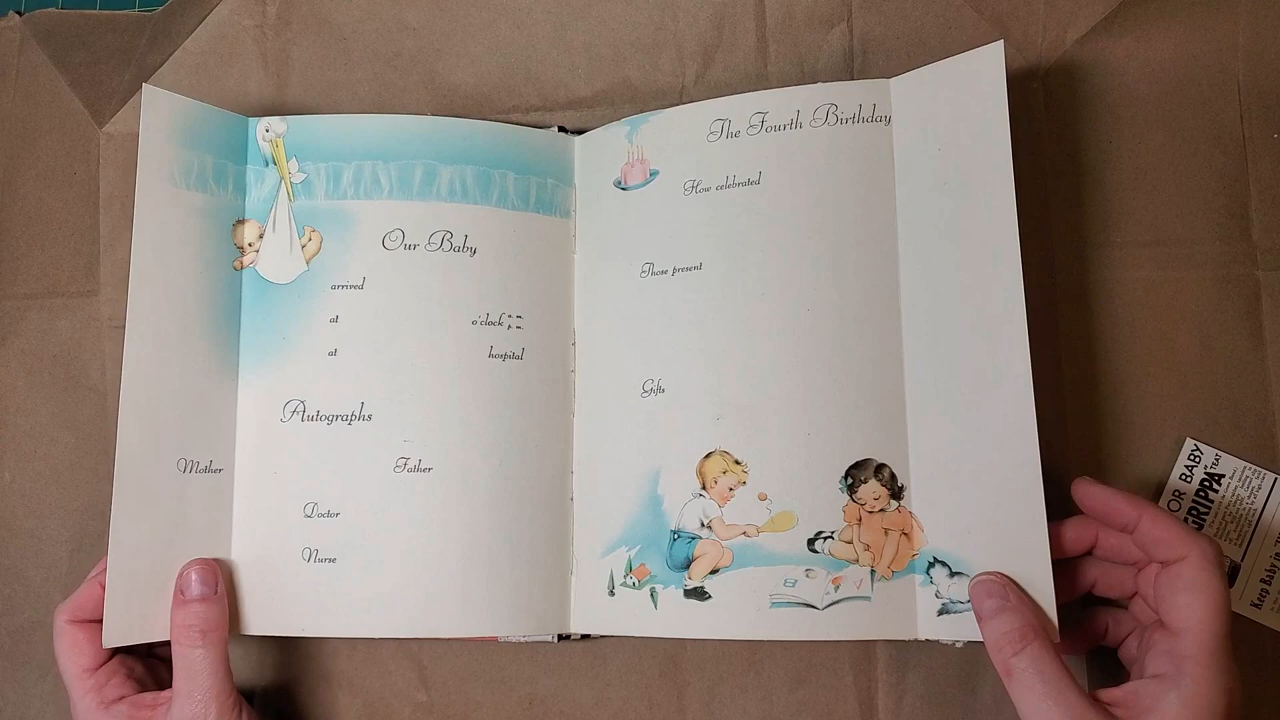 Our Baby
arrived
at o'clock a. m. p. m.
at hospital
Autographs
Mother Father
Doctor
Nurse
The Fourth Birthday
How celebrated
Those present
Gifts
OR BABY
GRIPPA TEAT
Keep Baby in